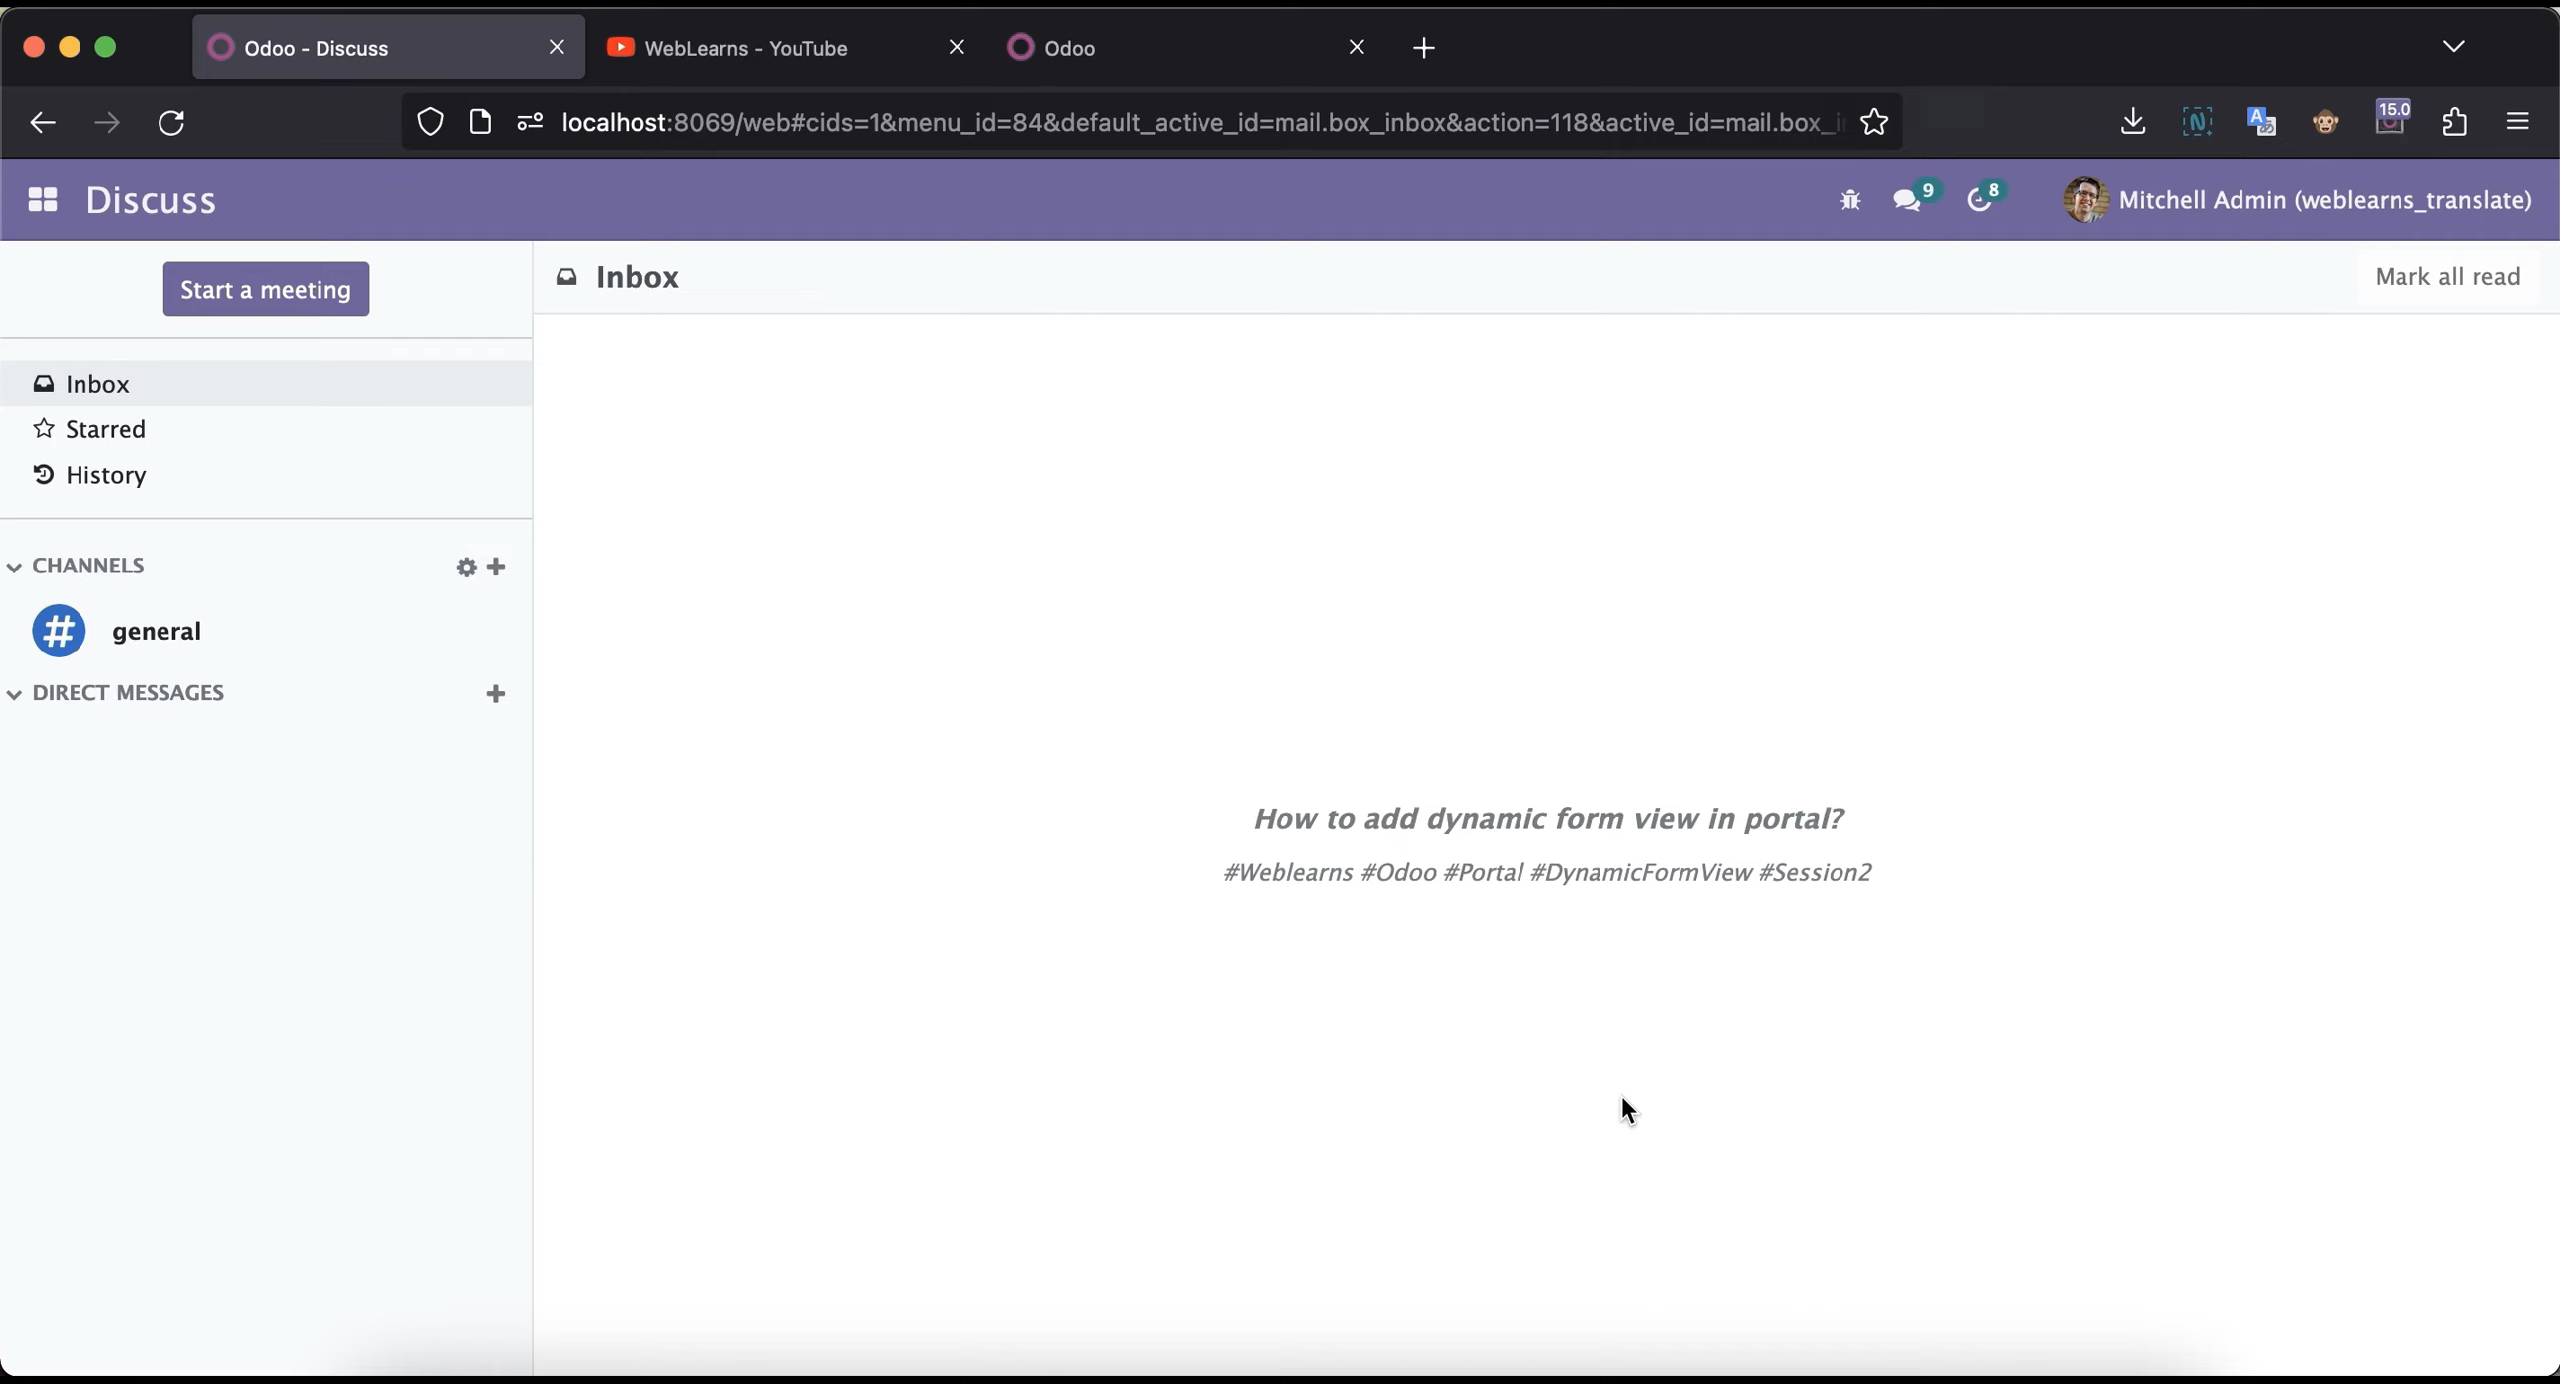 Odoo - Discuss
WebLearns - YouTube
Odoo
localhost:8069/web#cids=1&menu_id=84&default_active_id=mail.box_inbox&action=118&active_id=mail.box_i
15.0
Discuss
9
8
Mitchell Admin (weblearns_translate)
Start a meeting
Inbox
Mark all read
Inbox
Starred
History
CHANNELS
general
DIRECT MESSAGES
How to add dynamic form view in portal?
#Weblearns #Odoo #Portal #DynamicFormView #Session2